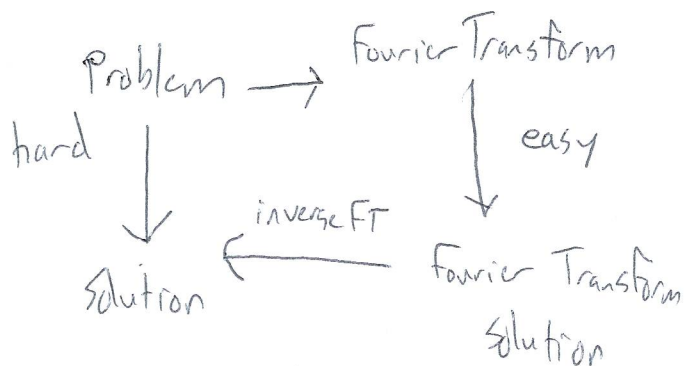 Problem
Fourier Transform
hard
easy
inverse FT
Solution
Fourier Transform
Solution